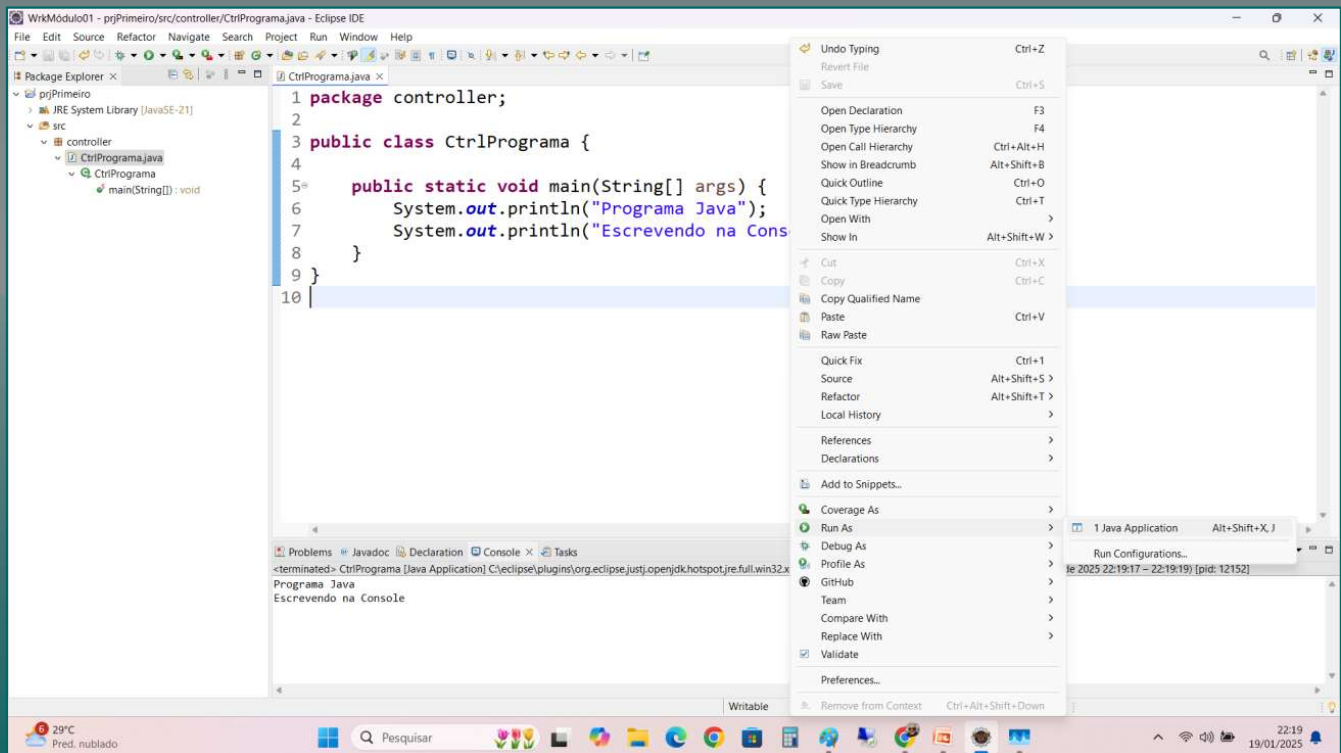 WrkMódulo01 - prjPrimeiro/src/controller/CtrlPrograma.java - Eclipse IDE
File Edit Source Refactor Navigate Search Project Run Window Help
Package Explorer
prjPrimeiro
JRE System Library [JavaSE-21]
src
controller
CtrlPrograma.java
CtrlPrograma
main(String[]) : void
CtrlPrograma.java
1 package controller;
2
3 public class CtrlPrograma {
4
5 public static void main(String[] args) {
6 System.out.println("Programa Java");
7 System.out.println("Escrevendo na Cons
8 }
9 }
10
Undo Typing Ctrl+Z
Revert File
Save Ctrl+S
Open Declaration F3
Open Type Hierarchy F4
Open Call Hierarchy Ctrl+Alt+H
Show in Breadcrumb Alt+Shift+B
Quick Outline Ctrl+O
Quick Type Hierarchy Ctrl+T
Open With >
Show In Alt+Shift+W >
Cut Ctrl+X
Copy Ctrl+C
Copy Qualified Name
Paste Ctrl+V
Raw Paste
Quick Fix Ctrl+1
Source Alt+Shift+S >
Refactor Alt+Shift+T >
Local History >
References >
Declarations >
Add to Snippets...
Coverage As >
Run As >
Debug As >
Profile As >
GitHub >
Team >
Compare With >
Replace With >
Validate
Preferences...
Remove from Context Ctrl+Alt+Shift+Down
1 Java Application Alt+Shift+X, J
Run Configurations...
Problems Javadoc Declaration Console Tasks
<terminated> CtrlPrograma [Java Application] C:\eclipse\plugins\org.eclipse.justj.openjdk.hotspot.jre.full.win32.x
de 2025 22:19:17 – 22:19:19) [pid: 12152]
Programa Java
Escrevendo na Console
Writable
6
29°C
Pred. nublado
Pesquisar
22:19
19/01/2025